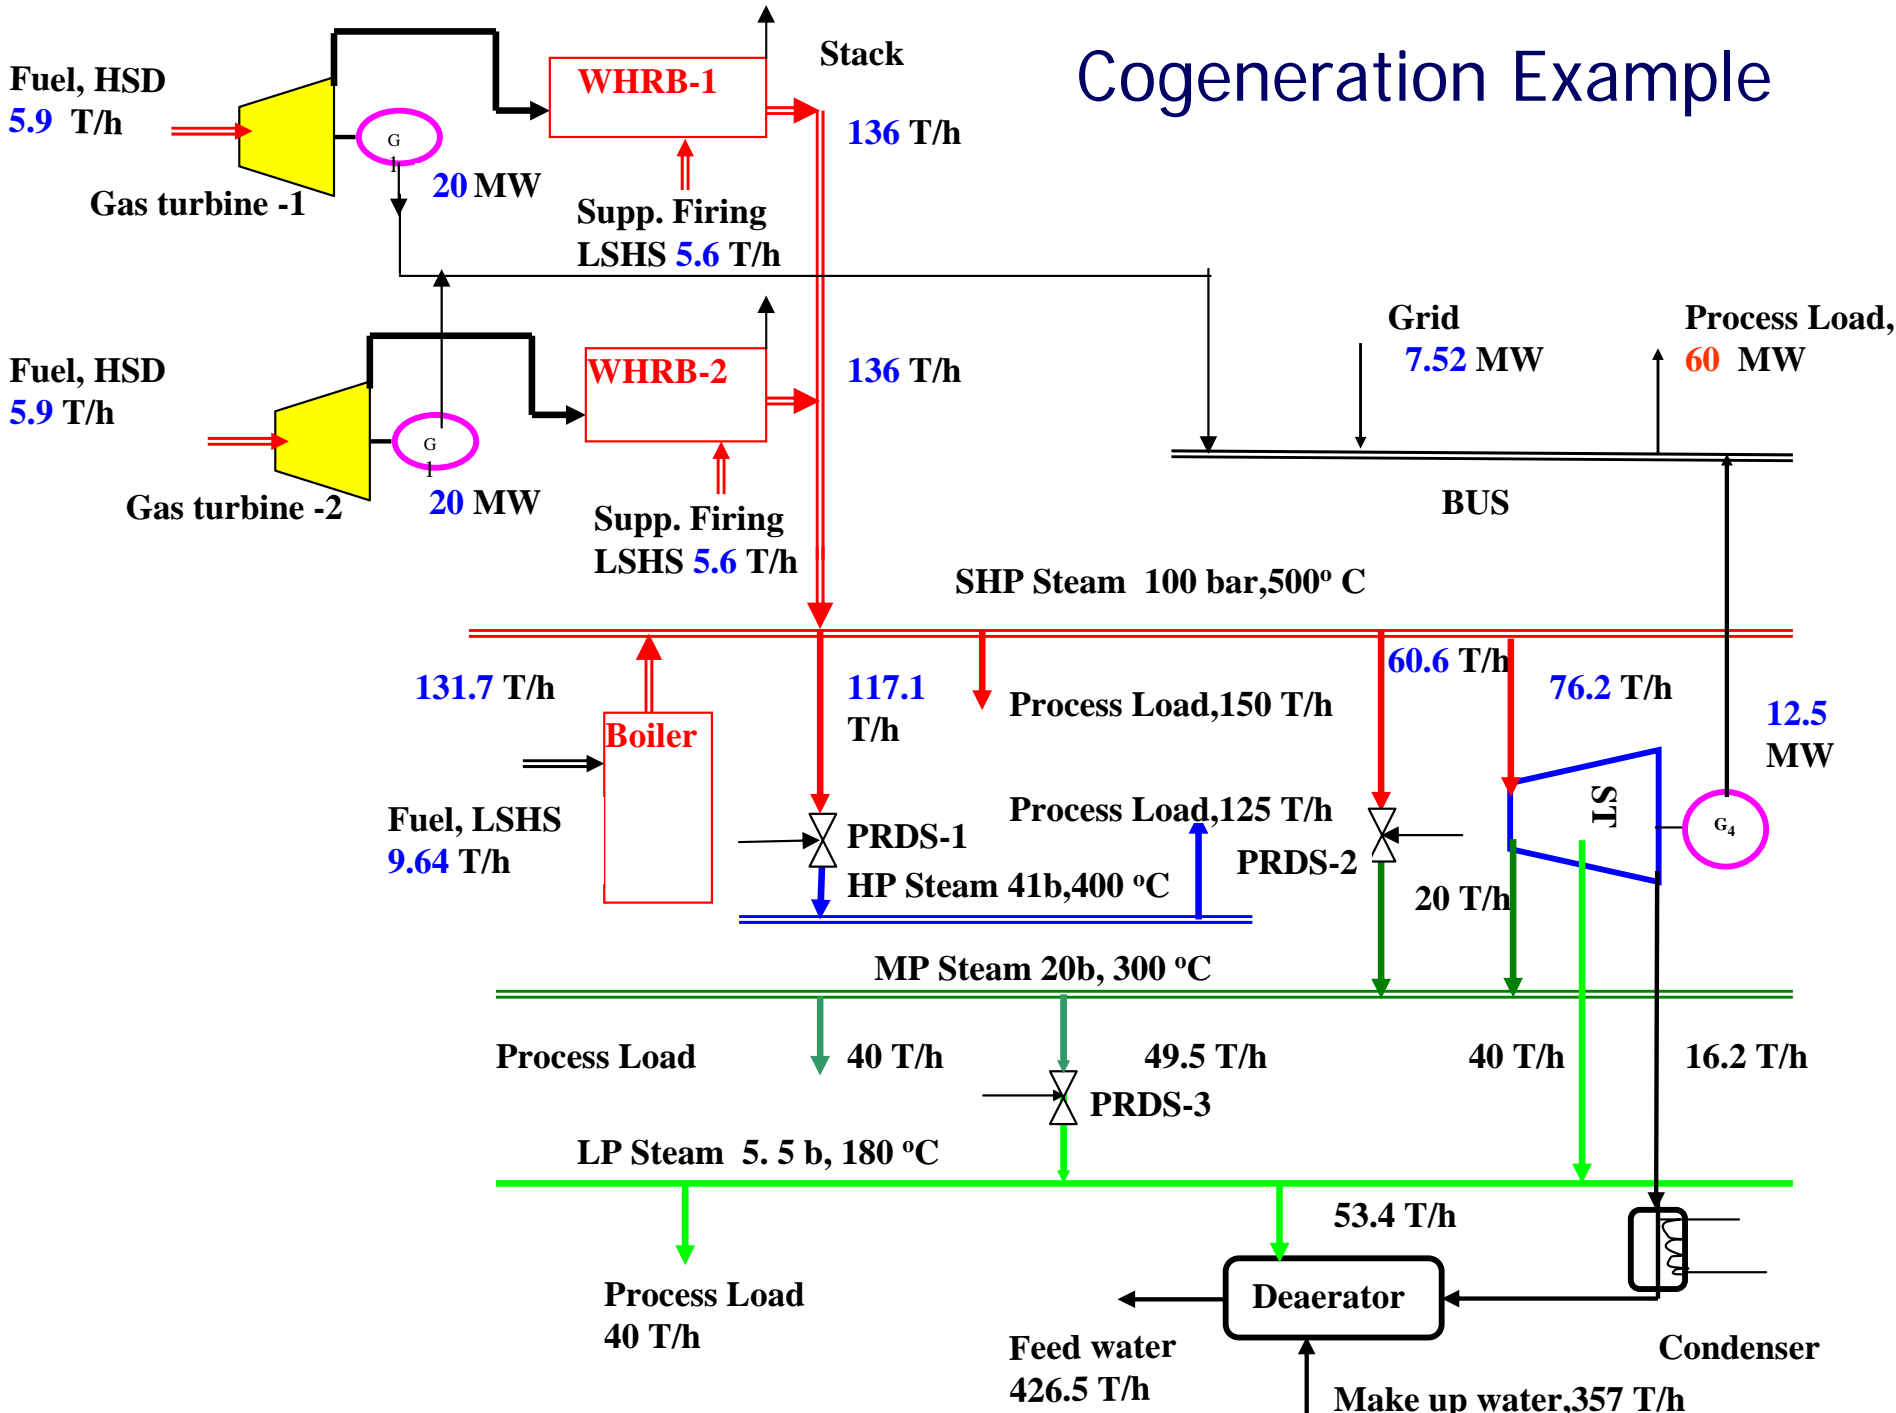 Cogeneration Example
Fuel, HSD
5.9 T/h
Gas turbine -1
G
1
20 MW
WHRB-1
Stack
136 T/h
Supp. Firing
LSHS 5.6 T/h
Fuel, HSD
5.9 T/h
Gas turbine -2
G
1
20 MW
WHRB-2
136 T/h
Supp. Firing
LSHS 5.6 T/h
Grid
7.52 MW
Process Load,
60 MW
BUS
SHP Steam 100 bar,500o C
131.7 T/h
Boiler
Fuel, LSHS
9.64 T/h
117.1
T/h
Process Load,150 T/h
60.6 T/h
76.2 T/h
12.5
MW
Process Load,125 T/h
PRDS-1
PRDS-2
ST
G4
HP Steam 41b,400 oC
20 T/h
MP Steam 20b, 300 oC
Process Load
40 T/h
49.5 T/h
40 T/h
16.2 T/h
PRDS-3
LP Steam 5. 5 b, 180 oC
53.4 T/h
Process Load
40 T/h
Deaerator
Feed water
426.5 T/h
Condenser
Make up water,357 T/h